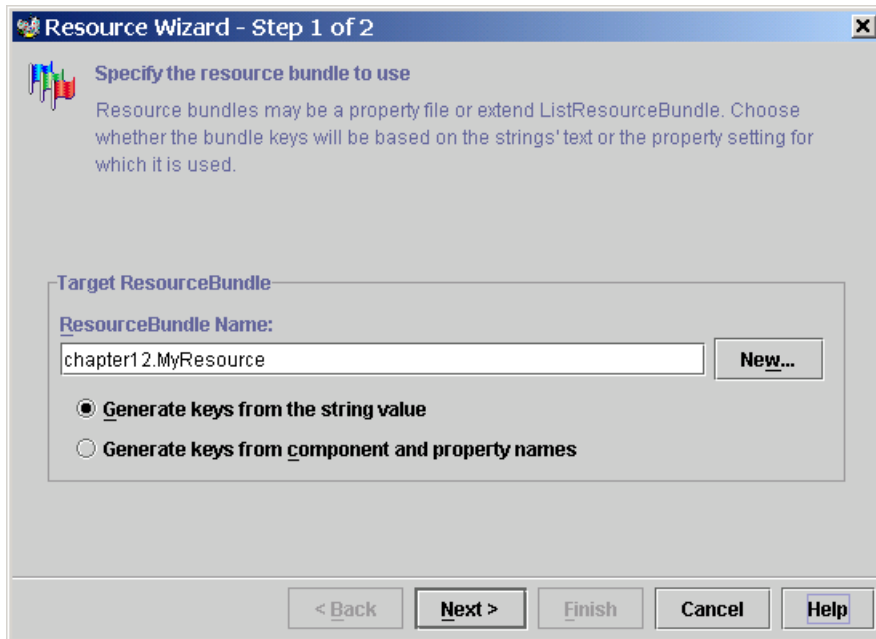 Resource Wizard - Step 1 of 2
Specify the resource bundle to use
Resource bundles may be a property file or extend ListResourceBundle. Choose
whether the bundle keys will be based on the strings' text or the property setting for
which it is used.
Target ResourceBundle
ResourceBundle Name:
chapter12.MyResource
New...
Generate keys from the string value
Generate keys from component and property names
< Back
Next >
Finish
Cancel
Help